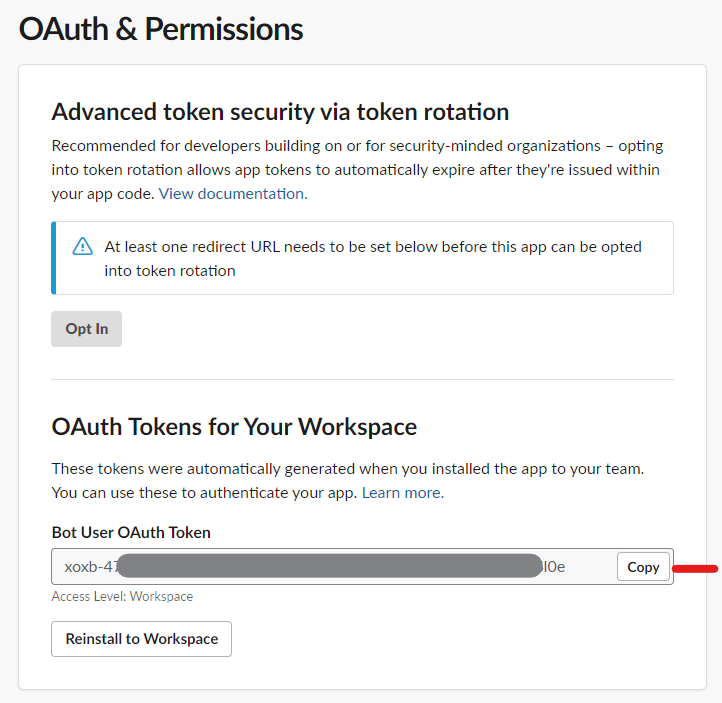 OAuth & Permissions
Advanced token security via token rotation
Recommended for developers building on or for security-minded organizations – opting
into token rotation allows app tokens to automatically expire after they're issued within
your app code. View documentation.
At least one redirect URL needs to be set below before this app can be opted
into token rotation
Opt In
OAuth Tokens for Your Workspace
These tokens were automatically generated when you installed the app to your team.
You can use these to authenticate your app. Learn more.
Bot User OAuth Token
xoxb-47 l0e Copy
Access Level: Workspace
Reinstall to Workspace